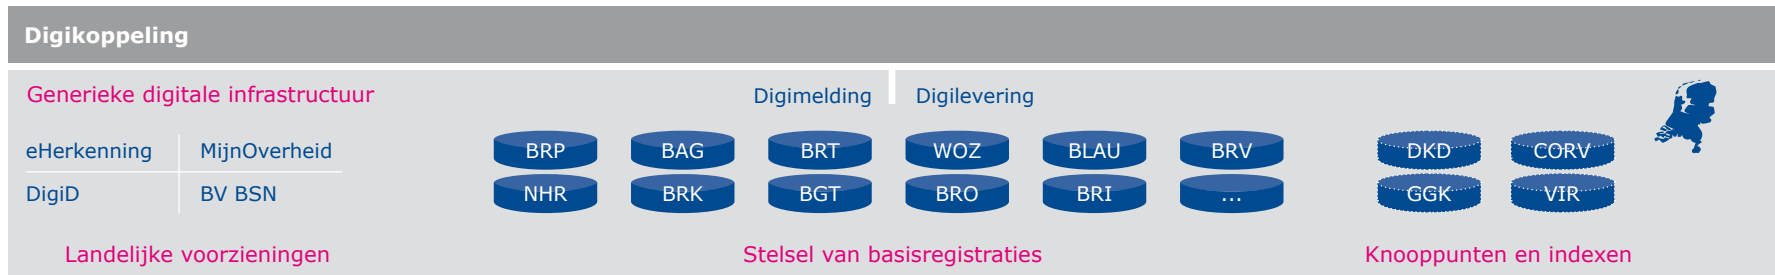 Digikoppeling
Generieke digitale infrastructuur
Digimelding Digilevering
eHerkenning MijnOverheid
DigiD BV BSN
BRP BAG BRT WOZ BLAU BRV
NHR BRK BGT BRO BRI ...
DKD CORV
GGK VIR
Landelijke voorzieningen
Stelsel van basisregistraties
Knooppunten en indexen